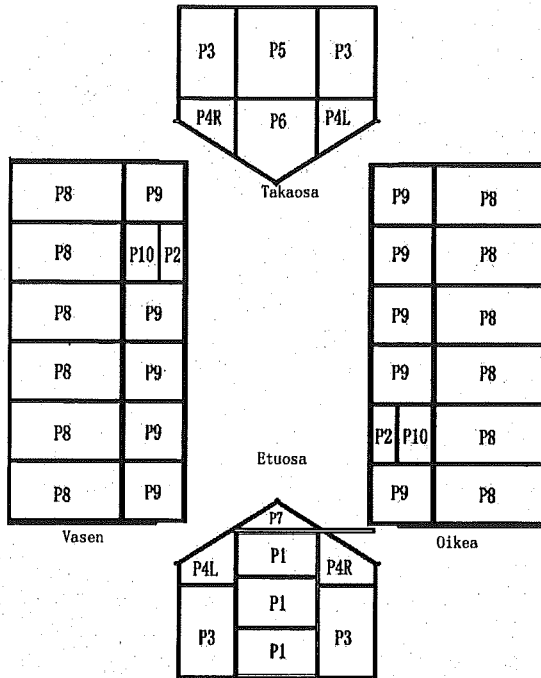 P3 P5 P3
P4R P6 P4L
Takaosa
P8 P9
P8 P10 P2
P8 P9
P8 P9
P8 P9
P8 P9
Vasen
P9 P8
P9 P8
P9 P8
P9 P8
P2 P10 P8
P9 P8
Oikea
Etuosa
P7
P4L P1 P4R
P1
P3 P1 P3